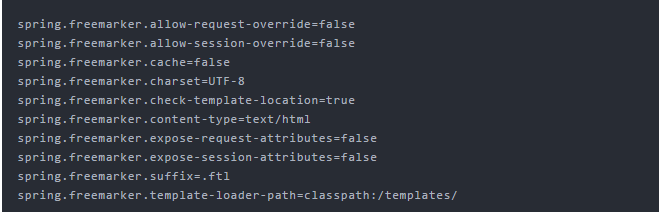 spring.freemarker.allow-request-override=false
spring.freemarker.allow-session-override=false
spring.freemarker.cache=false
spring.freemarker.charset=UTF-8
spring.freemarker.check-template-location=true
spring.freemarker.content-type=text/html
spring.freemarker.expose-request-attributes=false
spring.freemarker.expose-session-attributes=false
spring.freemarker.suffix=.ftl
spring.freemarker.template-loader-path=classpath:/templates/